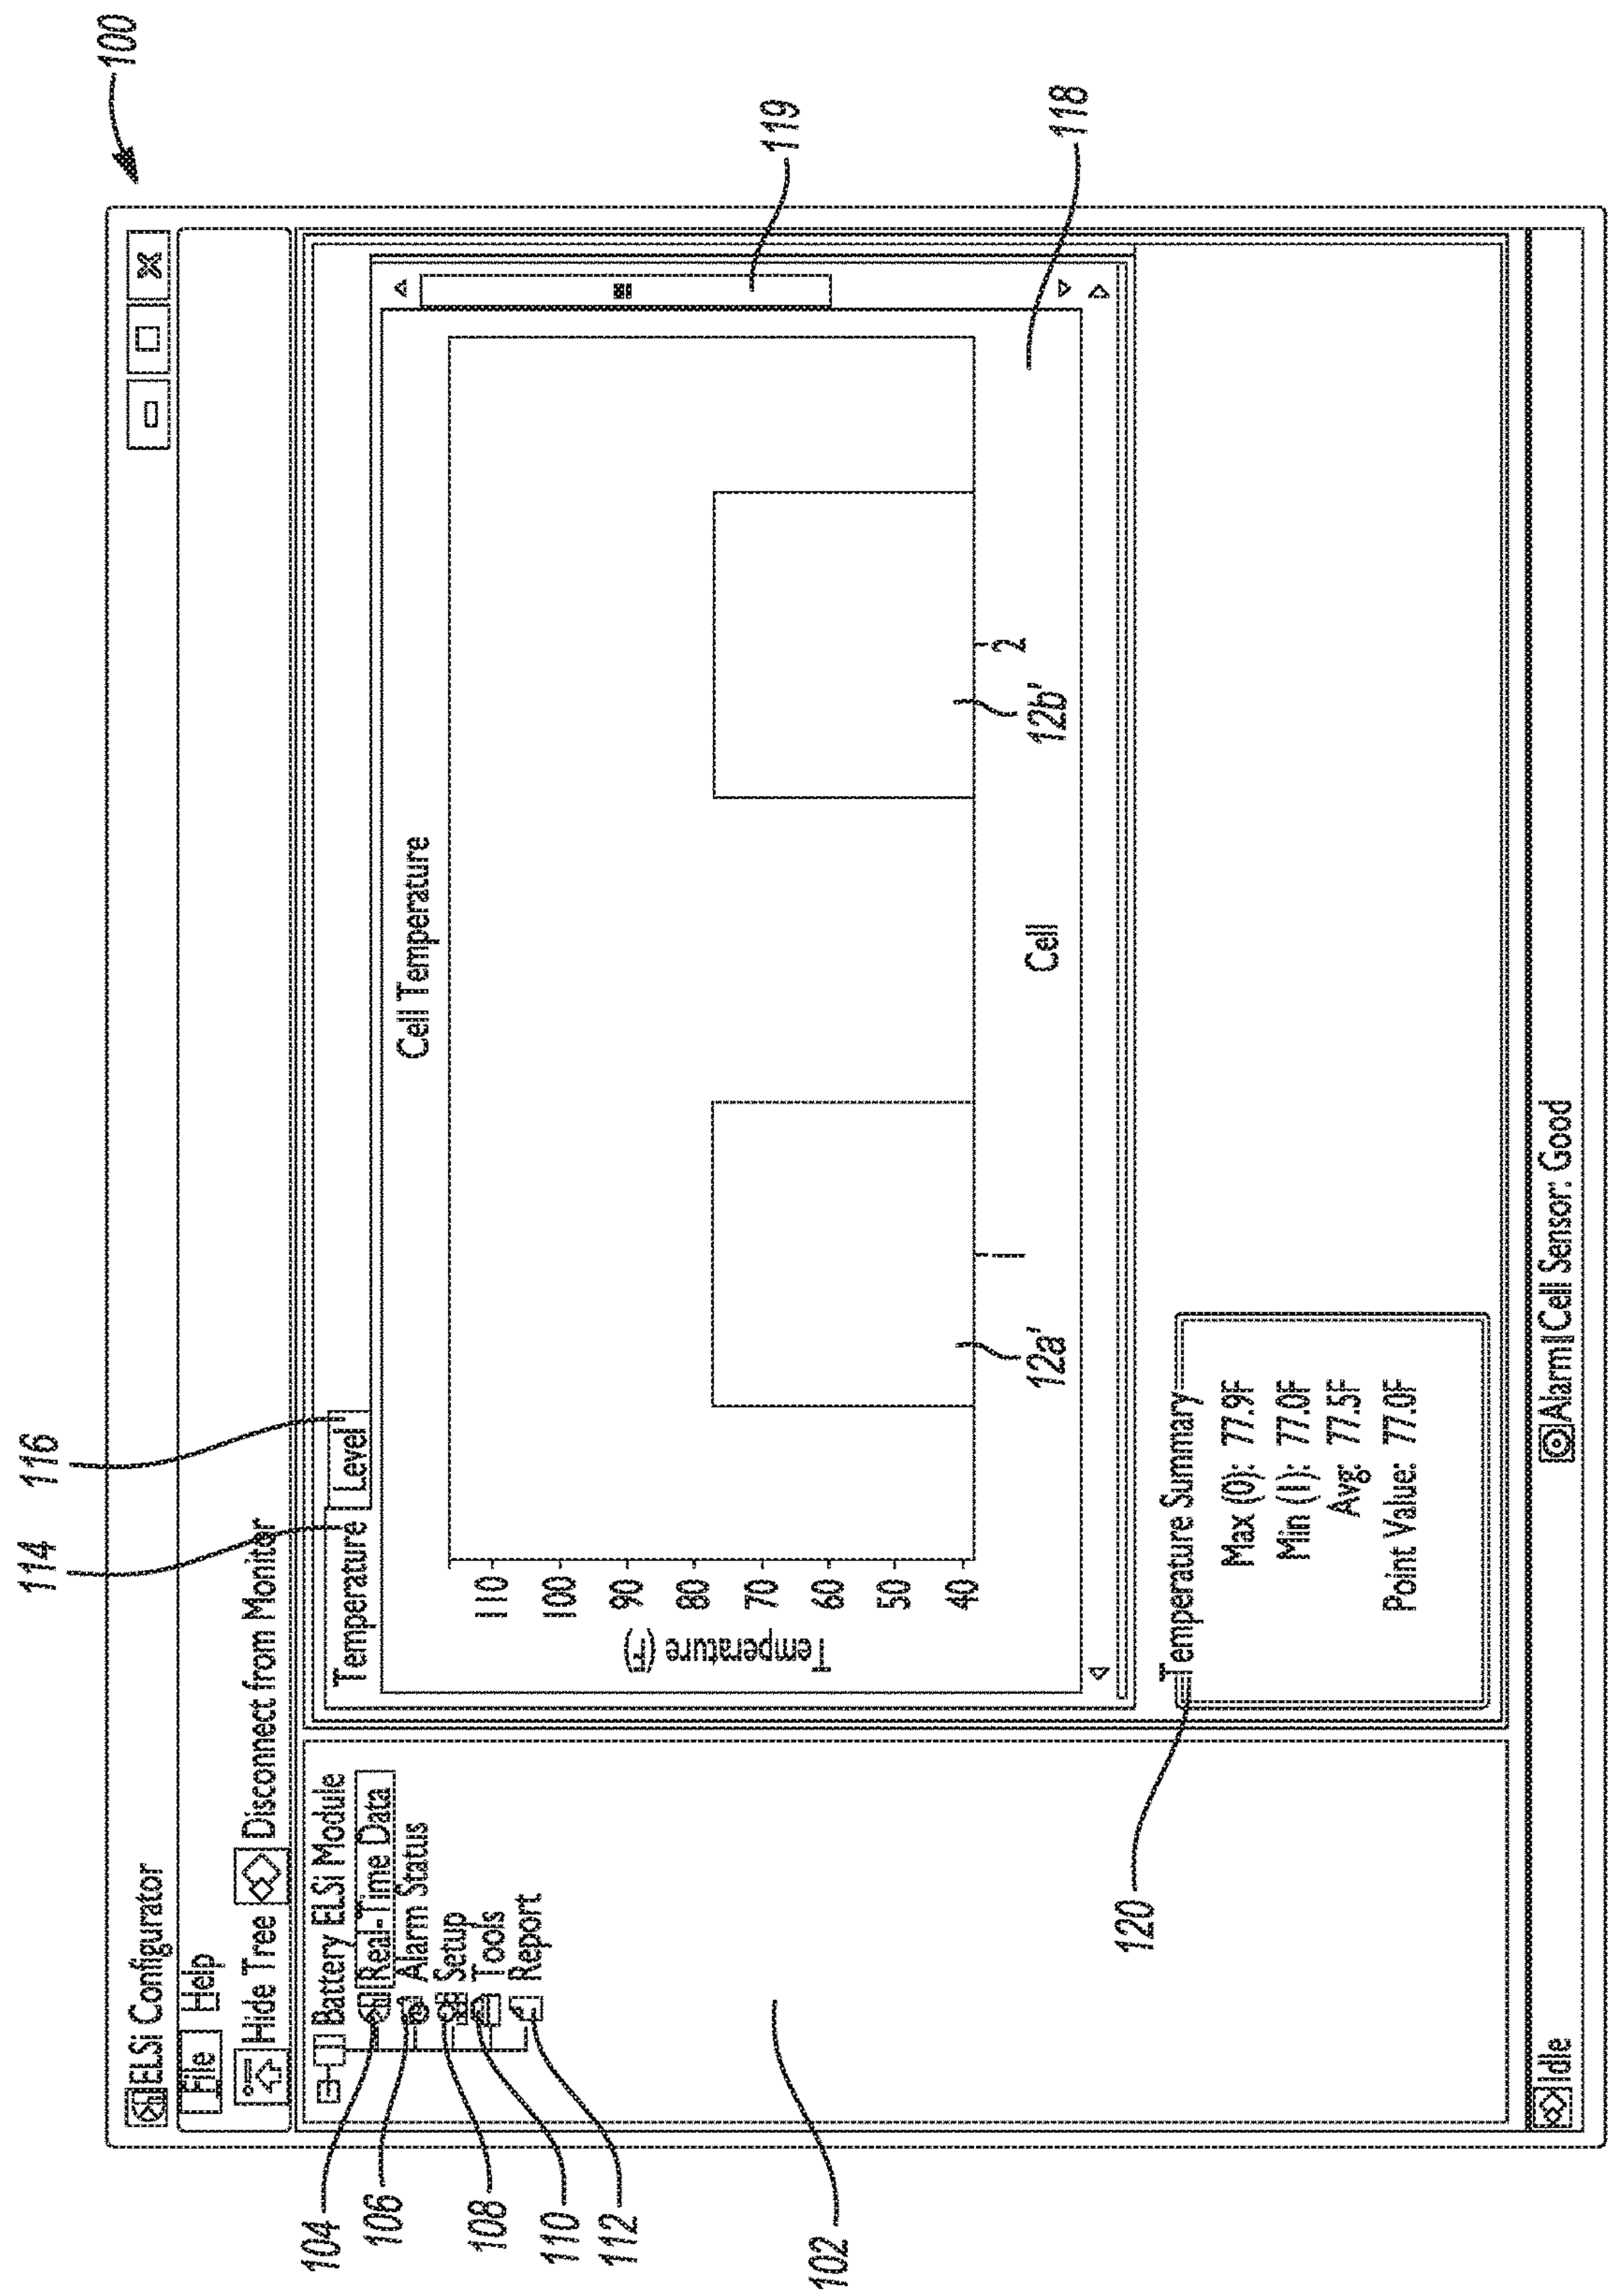 100
ELSi Configurator
File Help
Hide Tree Disconnect from Monitor
114
116
104
106
108
110
112
102
Battery ELSi Module
Real-Time Data
Alarm Status
Setup
Tools
Report
Temperature Level
Cell Temperature
119
Temperature (F)
110
100
90
80
70
60
50
40
12a'
1
12b'
2
Cell
118
120
Temperature Summary
Max (0): 77.9F
Min (1): 77.0F
Avg: 77.5F
Point Value: 77.0F
Idle
Alarm Cell Sensor: Good